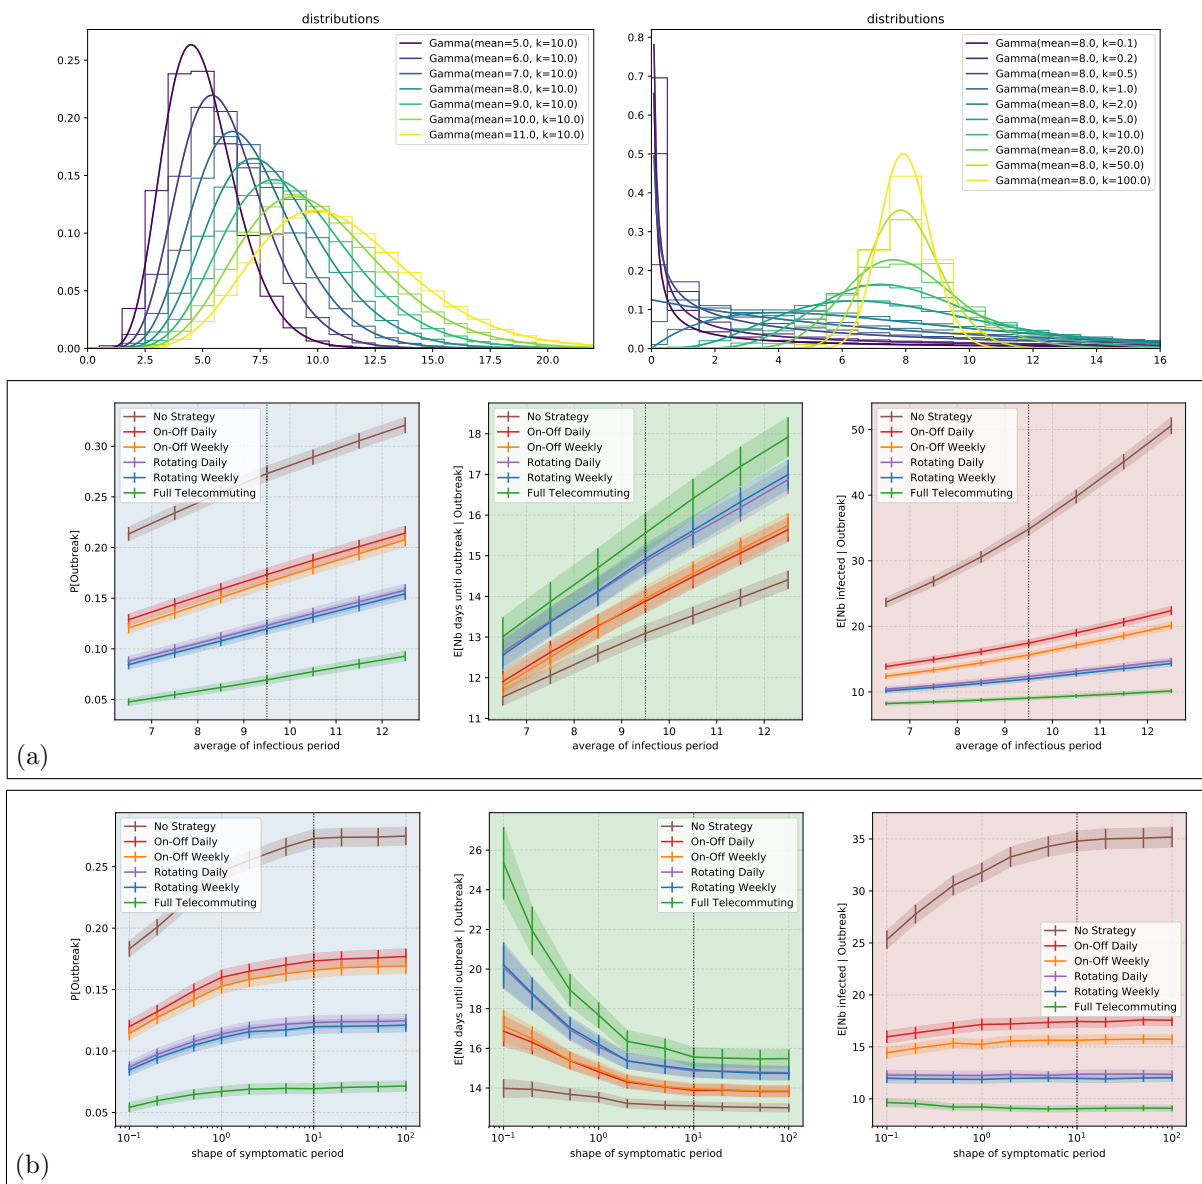 distributions
Gamma(mean=5.0, k=10.0)
Gamma(mean=6.0, k=10.0)
Gamma(mean=7.0, k=10.0)
Gamma(mean=8.0, k=10.0)
Gamma(mean=9.0, k=10.0)
Gamma(mean=10.0, k=10.0)
Gamma(mean=11.0, k=10.0)
0.25
0.20
0.15
0.10
0.05
0.00
0.0 2.5 5.0 7.5 10.0 12.5 15.0 17.5 20.0
distributions
Gamma(mean=8.0, k=0.1)
Gamma(mean=8.0, k=0.2)
Gamma(mean=8.0, k=0.5)
Gamma(mean=8.0, k=1.0)
Gamma(mean=8.0, k=2.0)
Gamma(mean=8.0, k=5.0)
Gamma(mean=8.0, k=10.0)
Gamma(mean=8.0, k=20.0)
Gamma(mean=8.0, k=50.0)
Gamma(mean=8.0, k=100.0)
0.8
0.7
0.6
0.5
0.4
0.3
0.2
0.1
0.0
0 2 4 6 8 10 12 14 16
No Strategy
On-Off Daily
On-Off Weekly
Rotating Daily
Rotating Weekly
Full Telecommuting
P[Outbreak]
0.30
0.25
0.20
0.15
0.10
0.05
7 8 9 10 11 12
average of infectious period
No Strategy
On-Off Daily
On-Off Weekly
Rotating Daily
Rotating Weekly
Full Telecommuting
E[Nb days until outbreak | Outbreak]
18
17
16
15
14
13
12
11
7 8 9 10 11 12
average of infectious period
No Strategy
On-Off Daily
On-Off Weekly
Rotating Daily
Rotating Weekly
Full Telecommuting
E[Nb infected | Outbreak]
50
40
30
20
10
7 8 9 10 11 12
average of infectious period
(a)
No Strategy
On-Off Daily
On-Off Weekly
Rotating Daily
Rotating Weekly
Full Telecommuting
P[Outbreak]
0.25
0.20
0.15
0.10
0.05
10⁻¹ 10⁰ 10¹ 10²
shape of symptomatic period
No Strategy
On-Off Daily
On-Off Weekly
Rotating Daily
Rotating Weekly
Full Telecommuting
E[Nb days until outbreak | Outbreak]
26
24
22
20
18
16
14
10⁻¹ 10⁰ 10¹ 10²
shape of symptomatic period
No Strategy
On-Off Daily
On-Off Weekly
Rotating Daily
Rotating Weekly
Full Telecommuting
E[Nb infected | Outbreak]
35
30
25
20
15
10
10⁻¹ 10⁰ 10¹ 10²
shape of symptomatic period
(b)